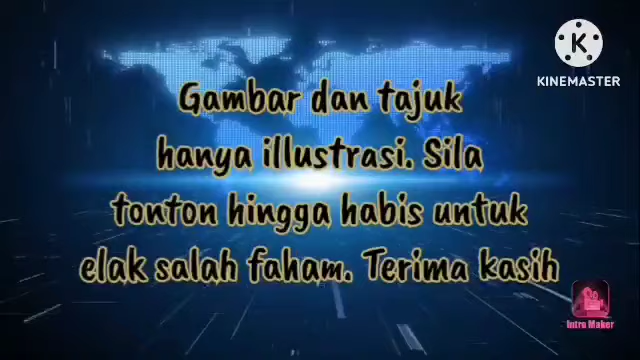 KINEMASTER
Gambar dan tajuk
hanya illustrasi. Sila
tonton hingga habis untuk
elak salah faham. Terima kasih
Intro Maker